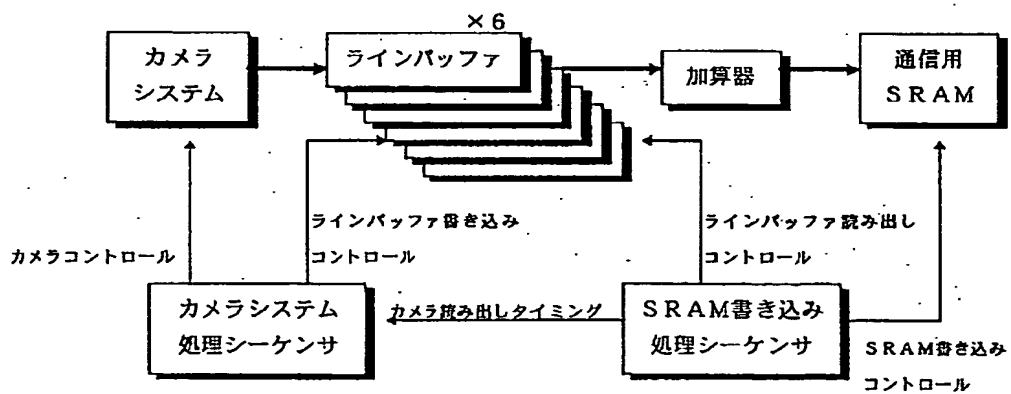 ×6
カメラ
システム
ラインバッファ
加算器
通信用
SRAM
カメラコントロール
ラインバッファ書き込み
コントロール
ラインバッファ読み出し
コントロール
カメラシステム
処理シーケンサ
カメラ読み出しタイミング
SRAM書き込み
処理シーケンサ
SRAM書き込み
コントロール